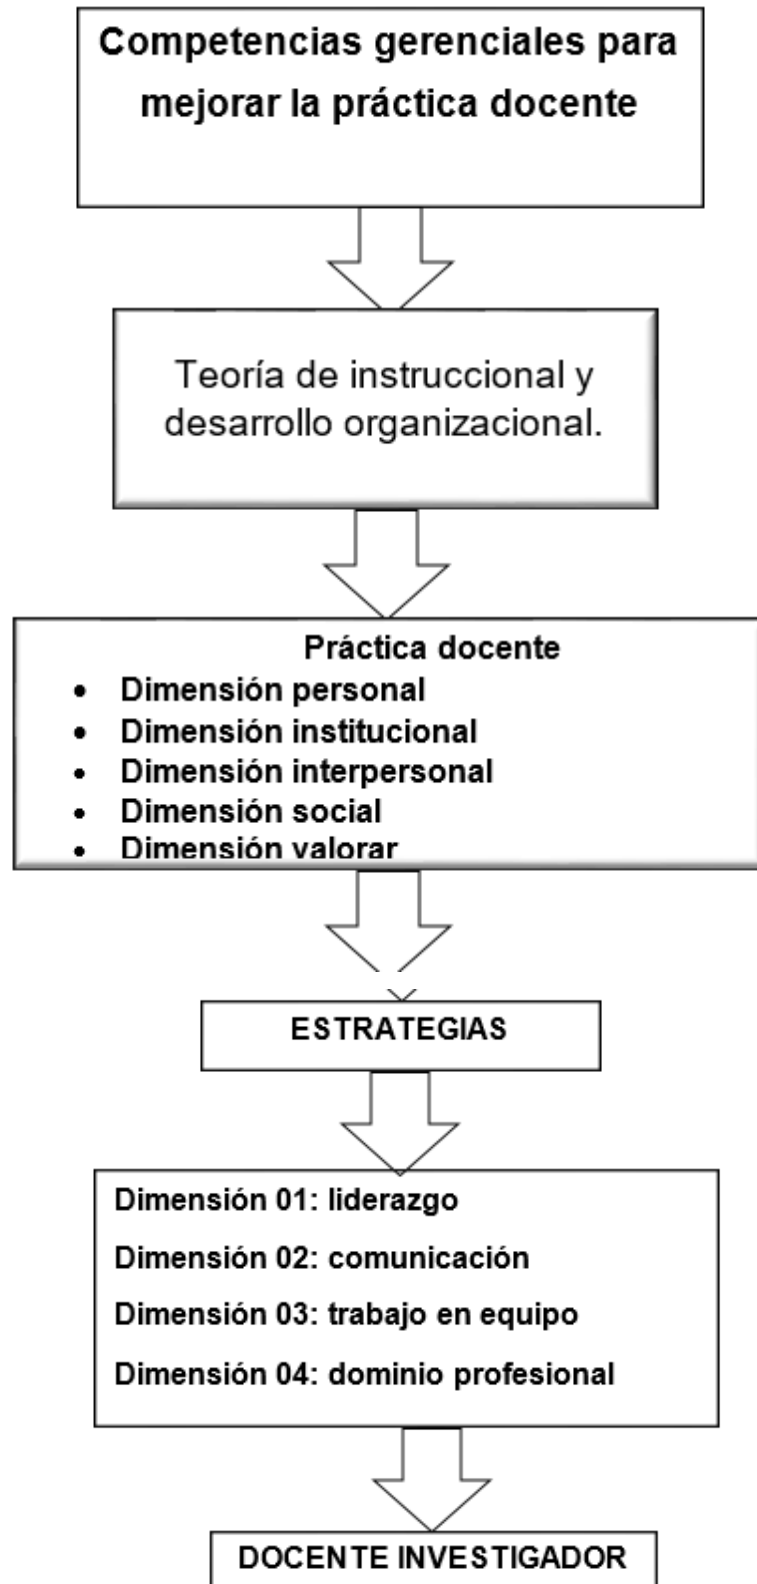 Competencias gerenciales para
mejorar la práctica docente
Teoría de instruccional y
desarrollo organizacional.
Práctica docente
• Dimensión personal
• Dimensión institucional
• Dimensión interpersonal
• Dimensión social
• Dimensión valorar
ESTRATEGIAS
Dimensión 01: liderazgo
Dimensión 02: comunicación
Dimensión 03: trabajo en equipo
Dimensión 04: dominio profesional
DOCENTE INVESTIGADOR